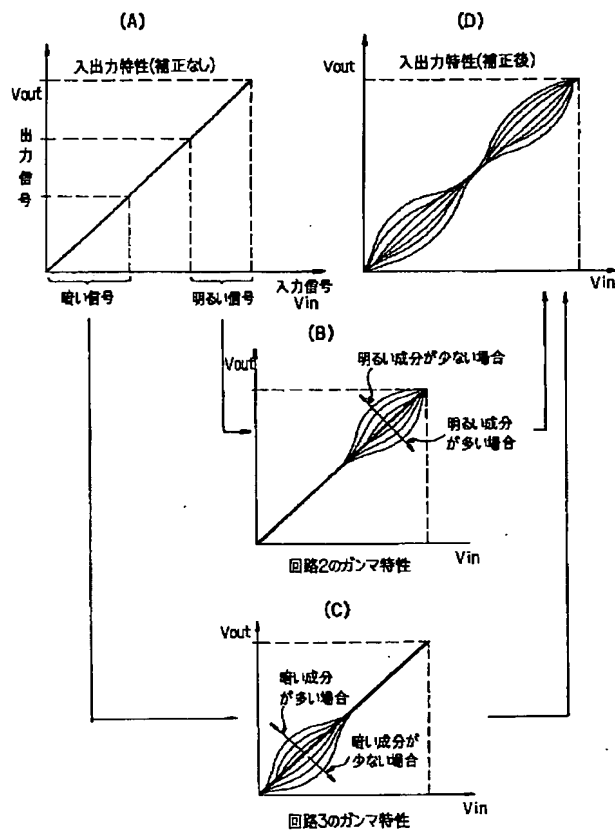 (A)
入出力特性(補正なし)
Vout
出力信号
暗い信号
明るい信号
入力信号
Vin
(D)
入出力特性(補正後)
Vin
(B)
Vout
明るい成分が少ない場合
明るい成分
が多い場合
Vin
回路2のガンマ特性
(C)
Vout
暗い成分
が多い場合
暗い成分が
少ない場合
Vin
回路3のガンマ特性